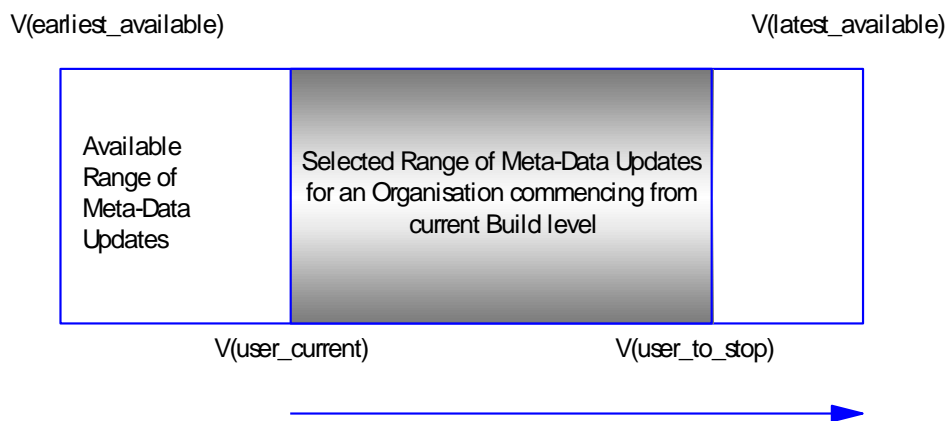 V(earliest_available)
V(latest_available)
Available
Range of
Meta-Data
Updates
Selected Range of Meta-Data Updates
for an Organisation commencing from
current Build level
V(user_current)
V(user_to_stop)